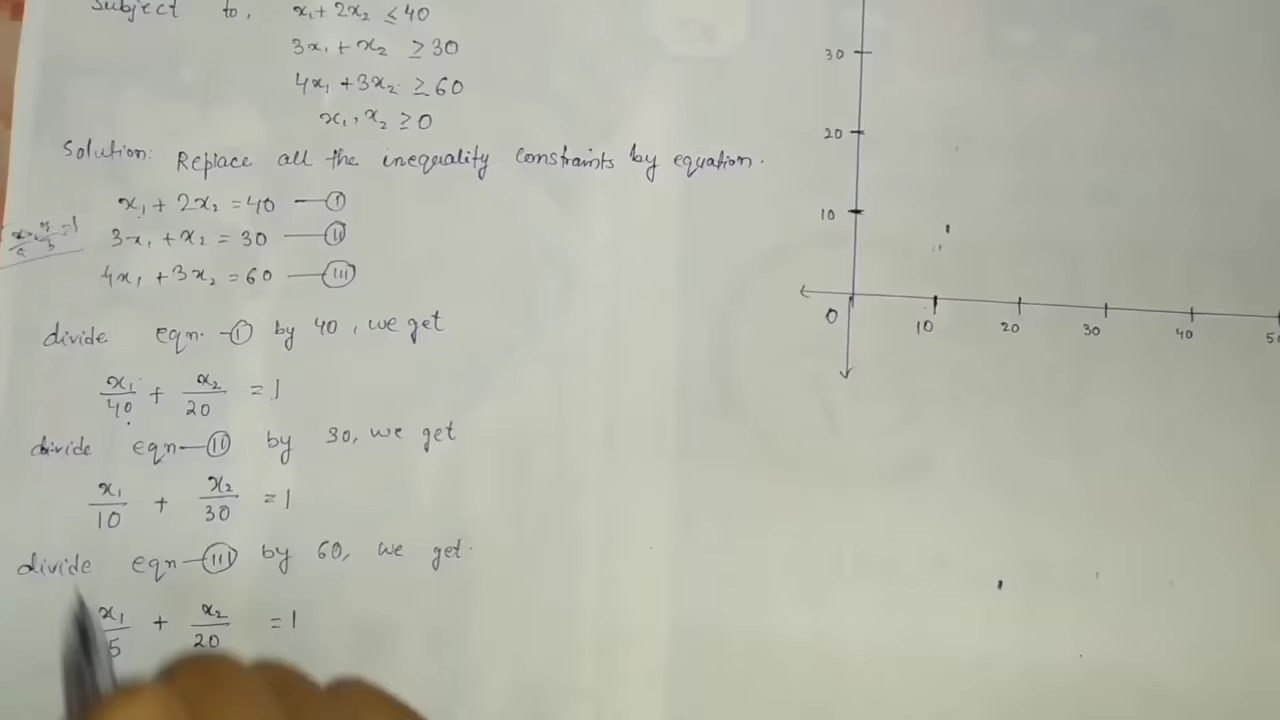 Subject to, x₁ + 2x₂ ≤ 40
3x₁ + x₂ ≥ 30
4x₁ + 3x₂ ≥ 60
x₁, x₂ ≥ 0
Solution: Replace all the inequality constraints by equation.
x₁ + 2x₂ = 40 — Ⓘ
3x₁ + x₂ = 30 — Ⓘⓘ
4x₁ + 3x₂ = 60 — (III)
divide eqn. — Ⓘ by 40, we get
x₁/40 + x₂/20 = 1
divide eqn — (II) by 30, we get
x₁/10 + x₂/30 = 1
divide eqn — (III) by 60, we get.
x₁/5 + x₂/20 = 1
30
20
10
0 10 20 30 40